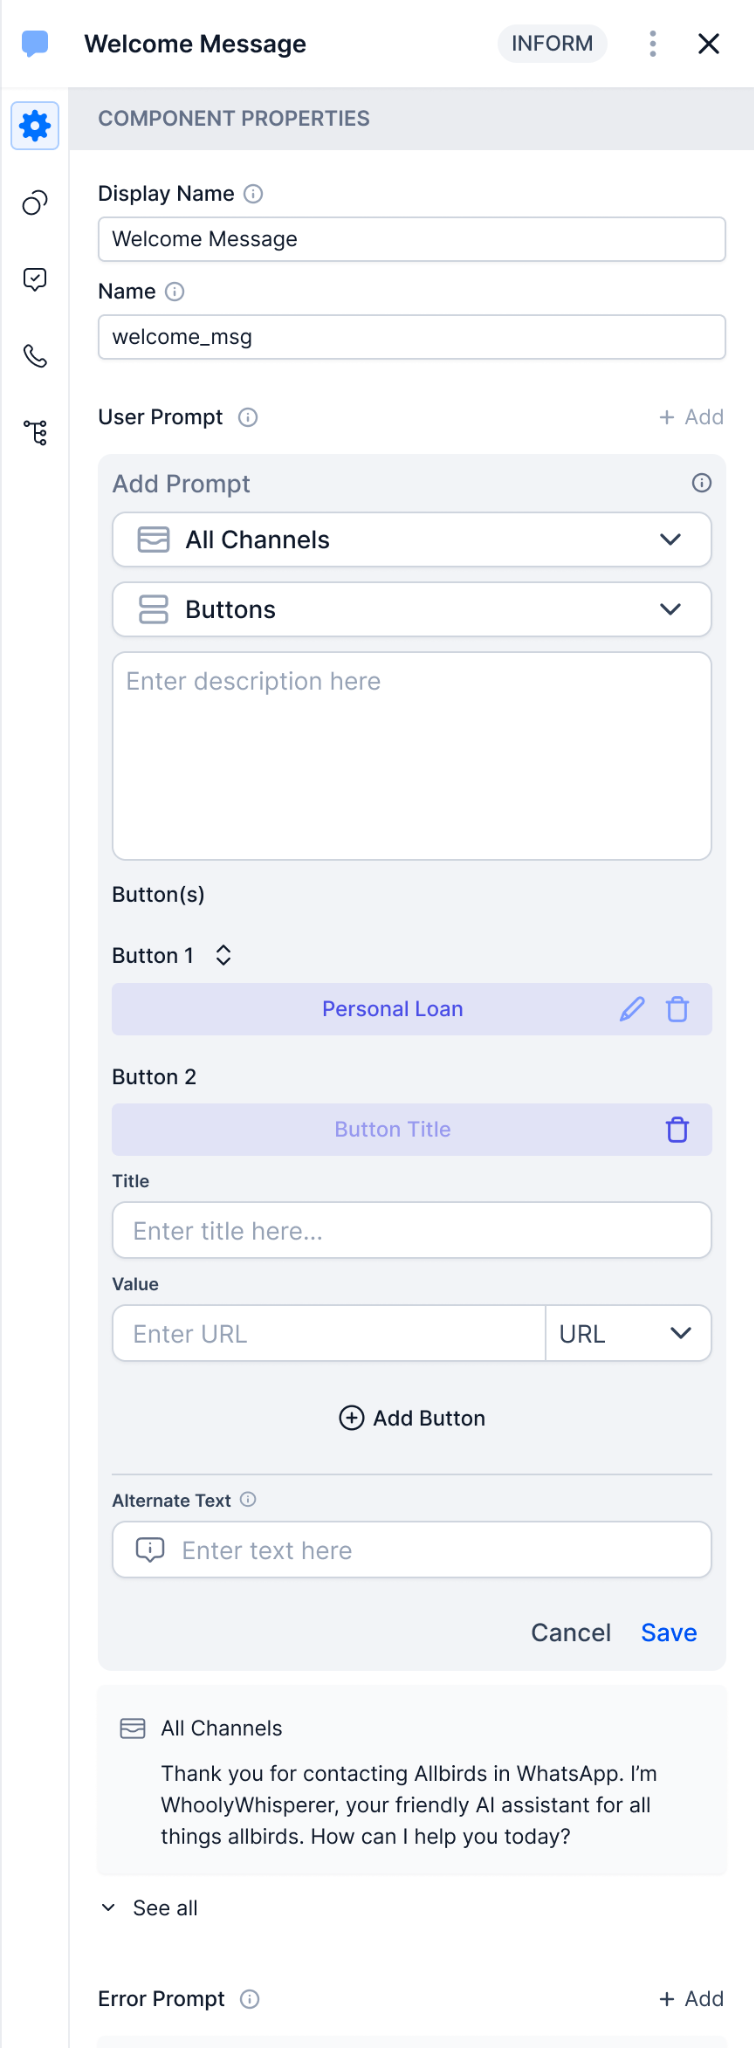 Welcome Message
INFORM
COMPONENT PROPERTIES
Display Name
Welcome Message
Name
welcome_msg
User Prompt
+ Add
Add Prompt
All Channels
Buttons
Enter description here
Button(s)
Button 1
Personal Loan
Button 2
Button Title
Title
Enter title here...
Value
Enter URL
URL
Add Button
Alternate Text
Enter text here
Cancel
Save
All Channels
Thank you for contacting Allbirds in WhatsApp. I’m
WhoolyWhisperer, your friendly AI assistant for all
things allbirds. How can I help you today?
See all
Error Prompt
+ Add